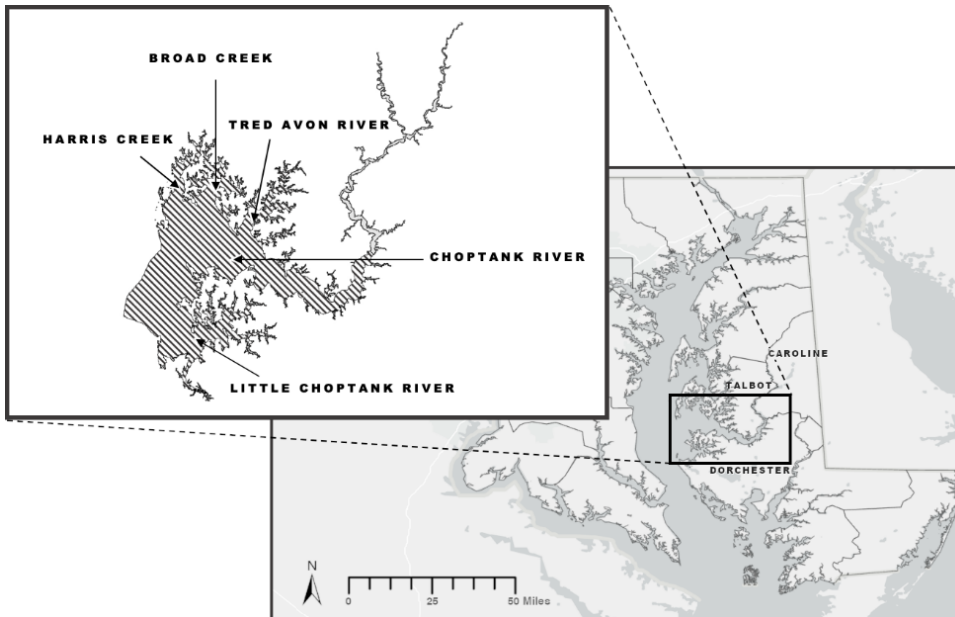 BROAD CREEK
TRED AVON RIVER
HARRIS CREEK
CHOPTANK RIVER
LITTLE CHOPTANK RIVER
CAROLINE
TALBOT
DORCHESTER
N
0 25 50 Miles